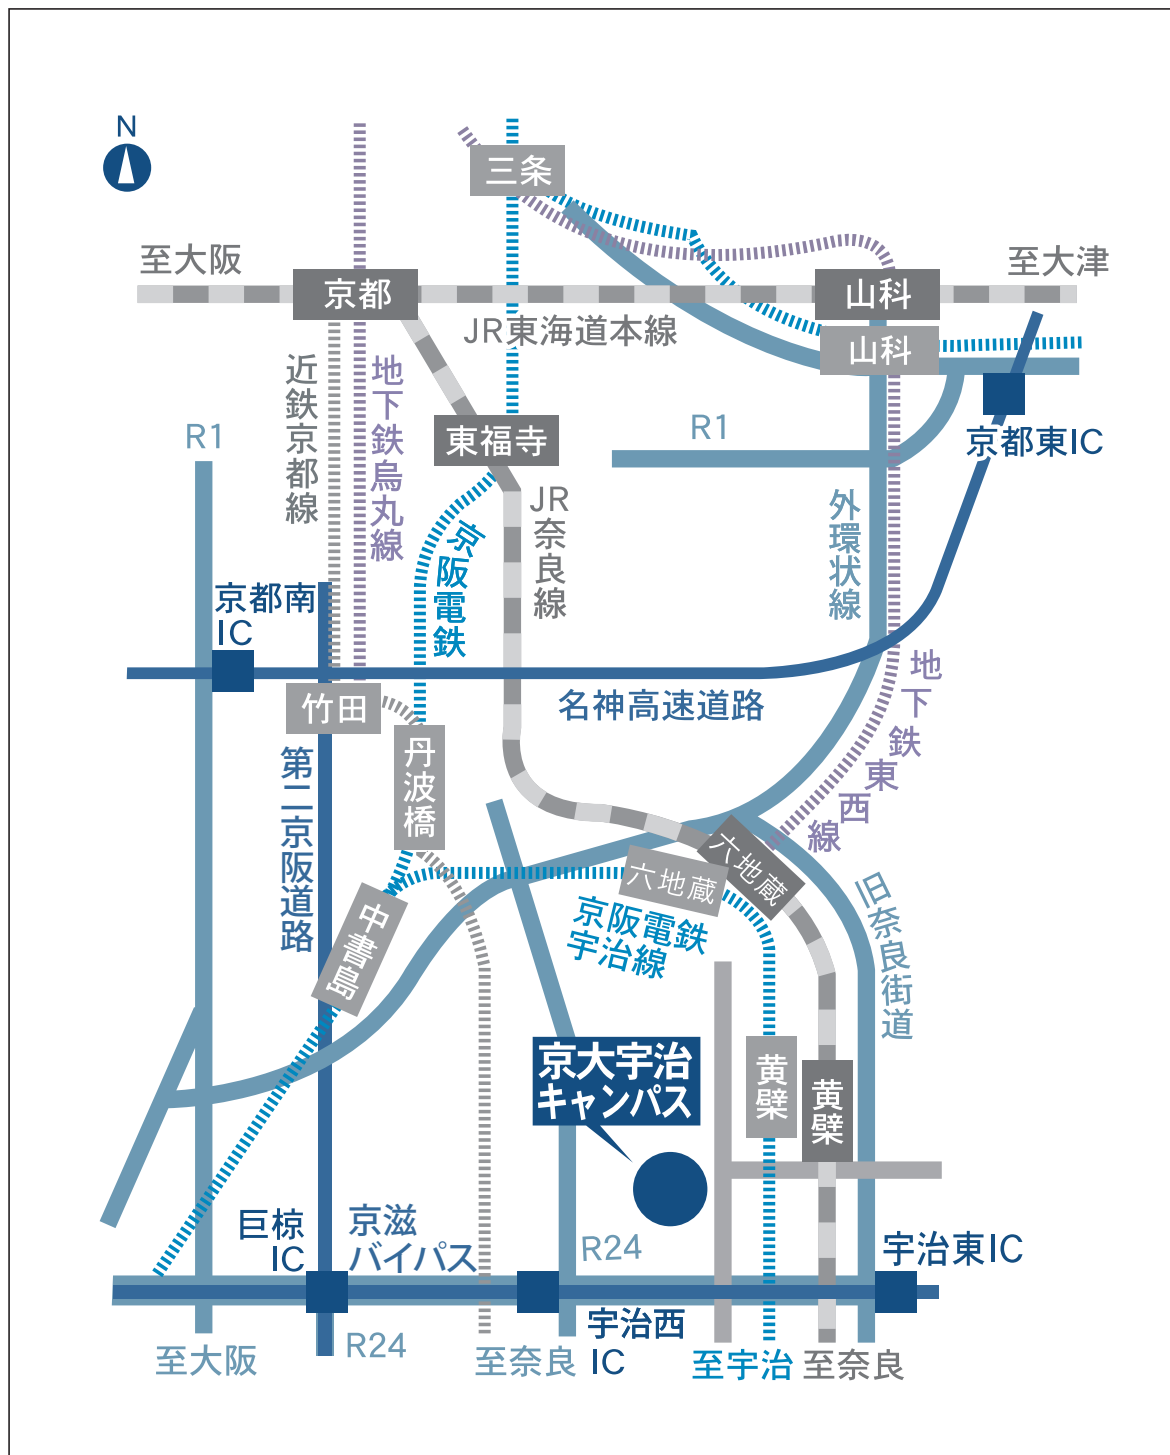 N
三条
至大阪
京都
山科
至大津
JR東海道本線
山科
近鉄京都線
地下鉄烏丸線
R1
東福寺
R1
京都東IC
JR
奈良線
外環状線
京阪電鉄
京都南
IC
地下鉄東西線
竹田
名神高速道路
丹波橋
第二京阪道路
六地蔵
六地蔵
旧奈良街道
中書島
京阪電鉄
宇治線
京大宇治
キャンパス
黄檗
黄檗
巨椋
IC
京滋
バイパス
R24
宇治東IC
宇治西
IC
R24
至大阪
至奈良
至宇治
至奈良